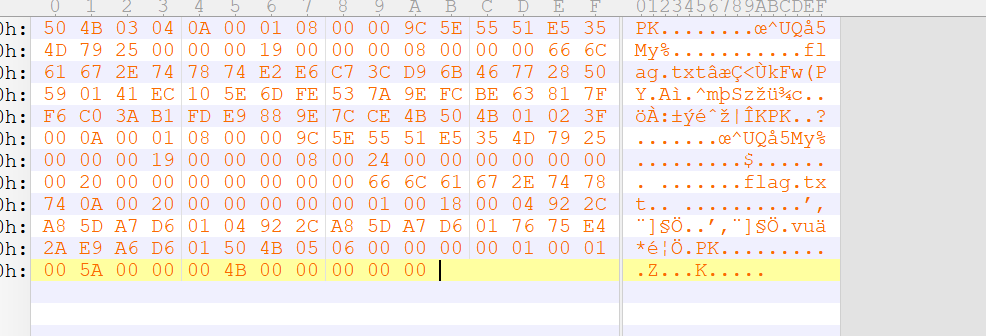 0 1 2 3 4 5 6 7 8 9 A B C D E F 0123456789ABCDEF
0h: 50 4B 03 04 0A 00 01 08 00 00 9C 5E 55 51 E5 35 PK........œ^UQå5
0h: 4D 79 25 00 00 00 19 00 00 00 08 00 00 00 66 6C My%...........fl
0h: 61 67 2E 74 78 74 E2 E6 C7 3C D9 6B 46 77 28 50 ag.txtâæÇ<ÙkFw(P
0h: 59 01 41 EC 10 5E 6D FE 53 7A 9E FC BE 63 81 7F Y.Aì.^mþSzžü¾c..
0h: F6 C0 3A B1 FD E9 88 9E 7C CE 4B 50 4B 01 02 3F öÀ:±ýéˆž|ÎKPK..?
0h: 00 0A 00 01 08 00 00 9C 5E 55 51 E5 35 4D 79 25 .......œ^UQå5My%
0h: 00 00 00 19 00 00 00 08 00 24 00 00 00 00 00 00 .........$......
0h: 00 20 00 00 00 00 00 00 00 66 6C 61 67 2E 74 78 . .......flag.tx
0h: 74 0A 00 20 00 00 00 00 00 01 00 18 00 04 92 2C t.. ..........’,
0h: A8 5D A7 D6 01 04 92 2C A8 5D A7 D6 01 76 75 E4 ¨]§Ö..’,¨]§Ö.vuä
0h: 2A E9 A6 D6 01 50 4B 05 06 00 00 00 00 01 00 01 *é¦Ö.PK.........
0h: 00 5A 00 00 00 4B 00 00 00 00 00 .Z...K.....